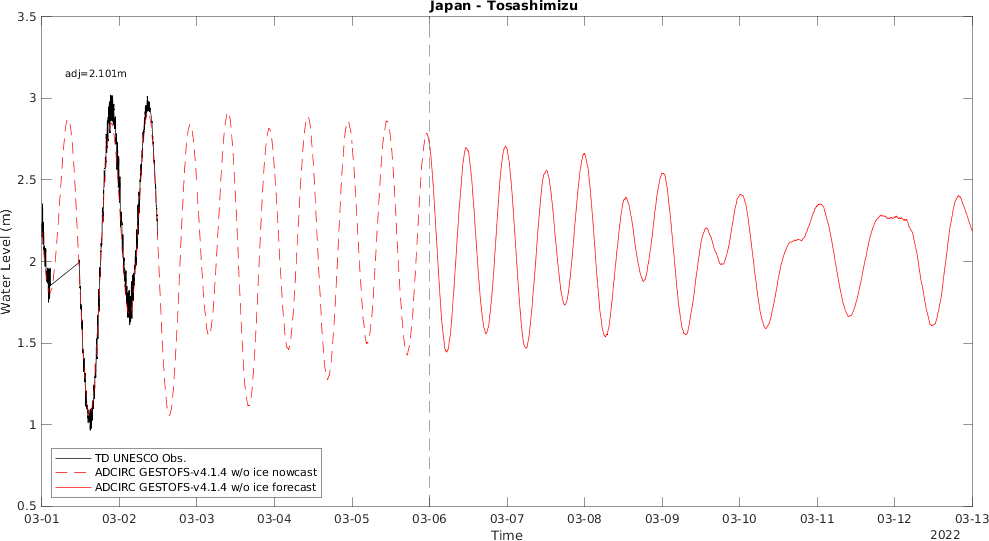 Japan - Tosashimizu
3.5
adj=2.101m
3
2.5
2
1.5
1
0.5
Water Level (m)
TD UNESCO Obs.
ADCIRC GESTOFS-v4.1.4 w/o ice nowcast
ADCIRC GESTOFS-v4.1.4 w/o ice forecast
03-01 03-02 03-03 03-04 03-05 03-06 03-07 03-08 03-09 03-10 03-11 03-12 03-13
Time
2022